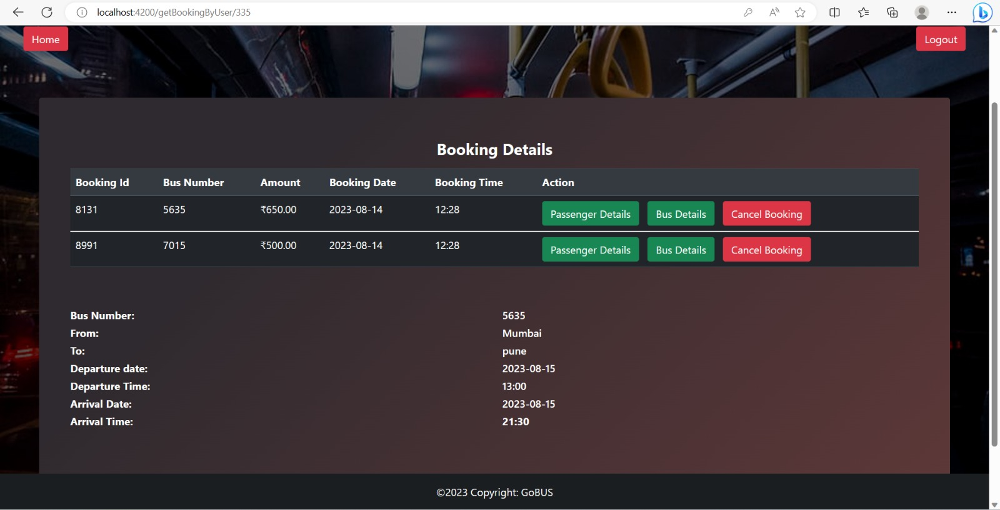 localhost:4200/getBookingByUser/335
Home
Logout
Booking Details
Booking Id Bus Number Amount Booking Date Booking Time Action
8131 5635 ₹650.00 2023-08-14 12:28 Passenger Details Bus Details Cancel Booking
8991 7015 ₹500.00 2023-08-14 12:28 Passenger Details Bus Details Cancel Booking
Bus Number: 5635
From: Mumbai
To: pune
Departure date: 2023-08-15
Departure Time: 13:00
Arrival Date: 2023-08-15
Arrival Time: 21:30
©2023 Copyright: GoBUS